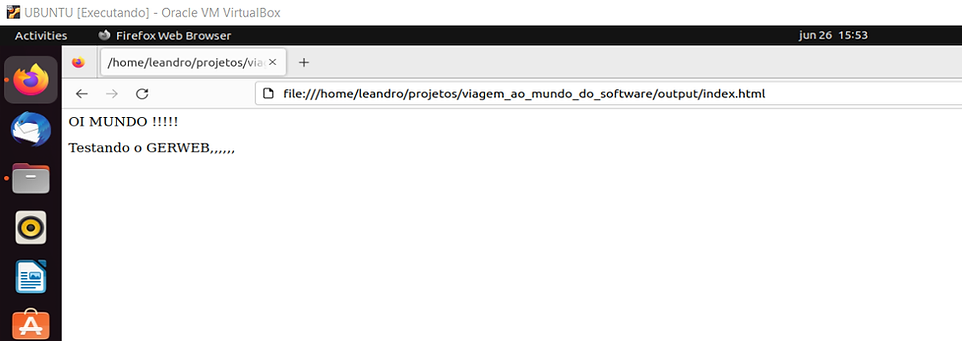 UBUNTU [Executando] - Oracle VM VirtualBox
Activities Firefox Web Browser jun 26 15:53
/home/leandro/projetos/via
file:///home/leandro/projetos/viagem_ao_mundo_do_software/output/index.html
OI MUNDO !!!!!
Testando o GERWEB,,,,,,